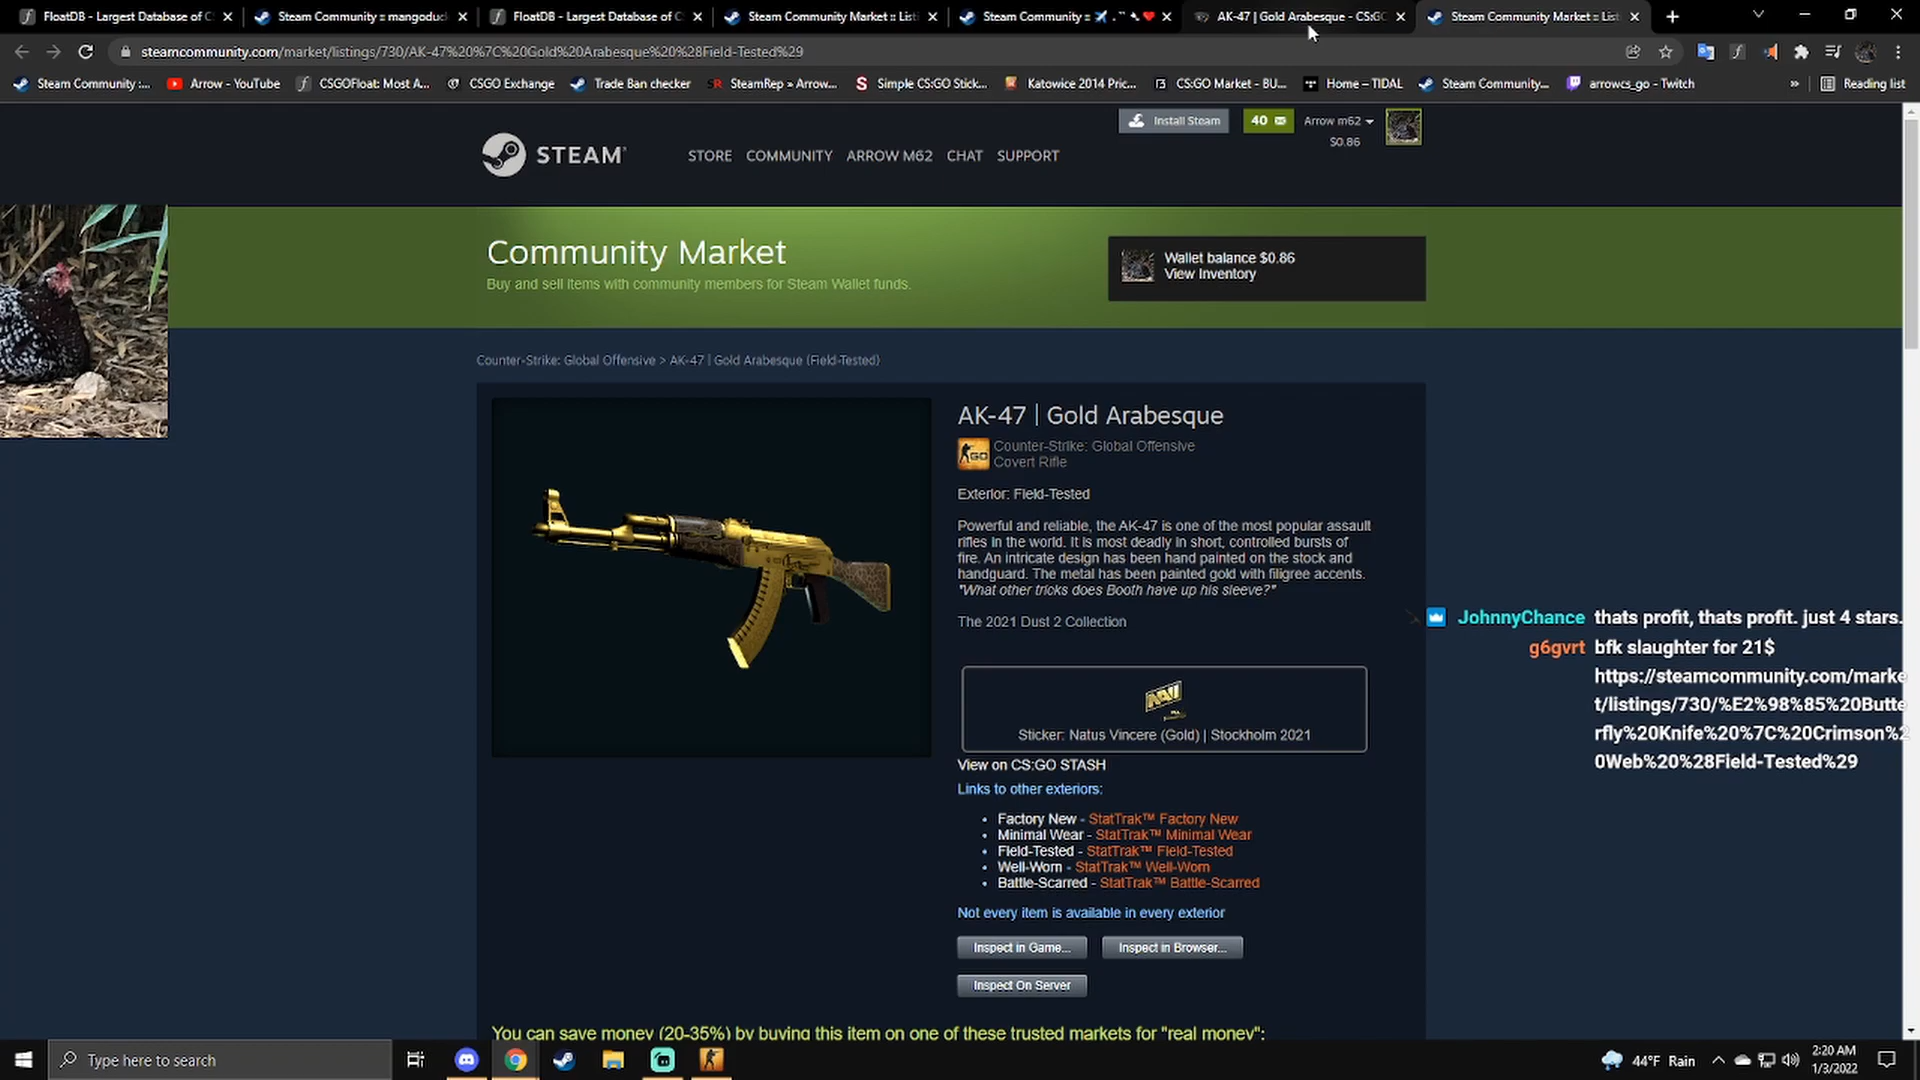 FloatDB - Largest Database of C
Steam Community :: mangoduc
FloatDB - Largest Database of C
Steam Community Market :: List
Steam Community ::
AK-47 | Gold Arabesque - CS:GO
Steam Community Market :: List
steamcommunity.com/market/listings/730/AK-47%20%7C%20Gold%20Arabesque%20%28Field-Tested%29
Steam Community :...
Arrow - YouTube
CSGOFloat: Most A...
CSGO Exchange
Trade Ban checker
SteamRep » Arrow...
Simple CS:GO Stick...
Katowice 2014 Pric...
CS:GO Market - BU...
Home – TIDAL
Steam Community...
arrowcs_go - Twitch
»
Reading list
Install Steam
40
Arrow m62
$0.86
STEAM
STORE COMMUNITY ARROW M62 CHAT SUPPORT
Community Market
Buy and sell items with community members for Steam Wallet funds.
Wallet balance $0.86
View Inventory
Counter-Strike: Global Offensive > AK-47 | Gold Arabesque (Field-Tested)
AK-47 | Gold Arabesque
Counter-Strike: Global Offensive
Covert Rifle
Exterior: Field-Tested
Powerful and reliable, the AK-47 is one of the most popular assault
rifles in the world. It is most deadly in short, controlled bursts of
fire. An intricate design has been hand painted on the stock and
handguard. The metal has been painted gold with filigree accents.
"What other tricks does Booth have up his sleeve?"
The 2021 Dust 2 Collection
Sticker: Natus Vincere (Gold) | Stockholm 2021
View on CS:GO STASH
Links to other exteriors:
Factory New - StatTrak™ Factory New
Minimal Wear - StatTrak™ Minimal Wear
Field-Tested - StatTrak™ Field-Tested
Well-Worn - StatTrak™ Well-Worn
Battle-Scarred - StatTrak™ Battle-Scarred
Not every item is available in every exterior
Inspect in Game...
Inspect in Browser...
Inspect On Server
You can save money (20-35%) by buying this item on one of these trusted markets for "real money":
JohnnyChance thats profit, thats profit. just 4 stars.
g6gvrt bfk slaughter for 21$
https://steamcommunity.com/marke
t/listings/730/%E2%98%85%20Butte
rfly%20Knife%20%7C%20Crimson%2
0Web%20%28Field-Tested%29
Type here to search
44°F Rain
2:20 AM
1/3/2022